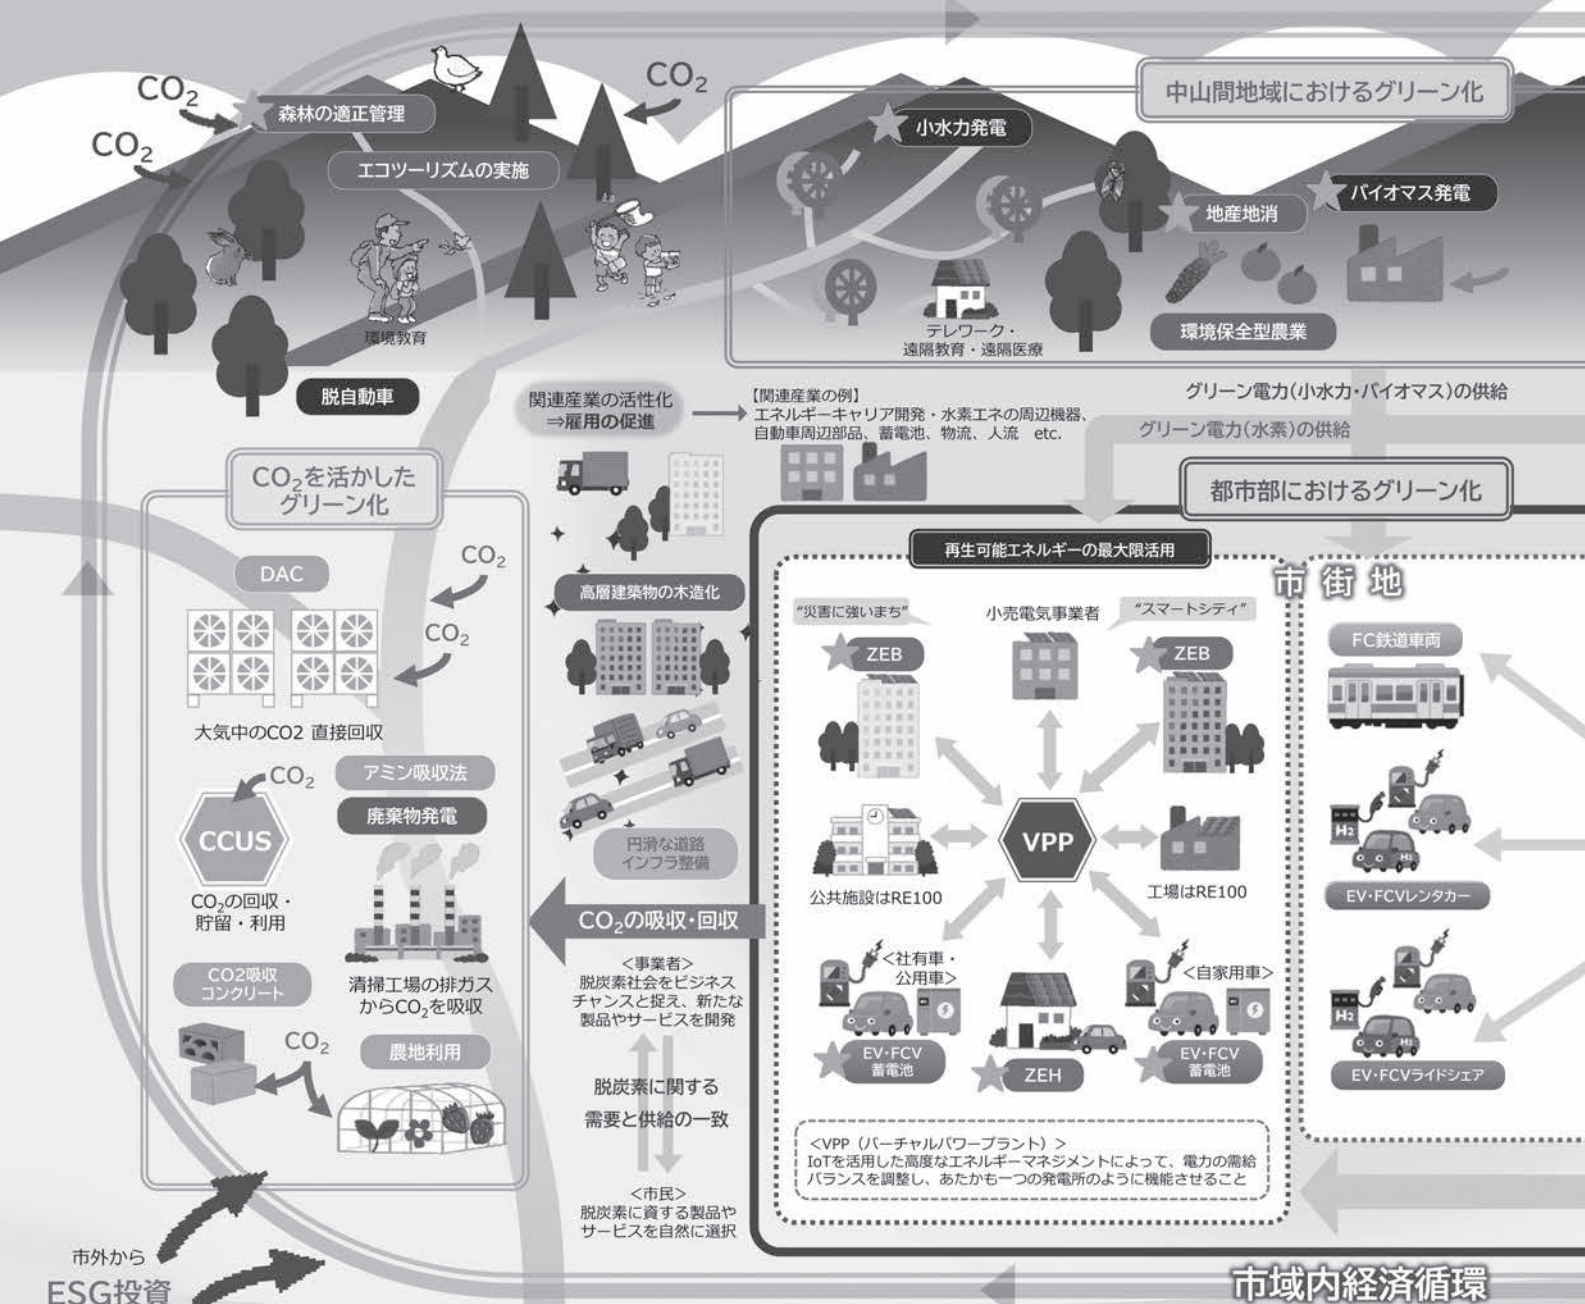 CO₂
森林の適正管理
CO₂
CO₂
エコツーリズムの実施
環境教育
脱自動車
中山間地域におけるグリーン化
小水力発電
地産地消
バイオマス発電
テレワーク・
遠隔教育・遠隔医療
環境保全型農業
関連産業の活性化
⇒雇用の促進
【関連産業の例】
エネルギーキャリア開発・水素エネの周辺機器、
自動車周辺部品、蓄電池、物流、人流 etc.
グリーン電力(小水力・バイオマス)の供給
グリーン電力(水素)の供給
CO₂を活かした
グリーン化
DAC
CO₂
CO₂
大気中のCO2 直接回収
CO₂
CCUS
CO₂の回収・
貯留・利用
アミン吸収法
廃棄物発電
清掃工場の排ガス
からCO₂を吸収
CO2吸収
コンクリート
CO₂
農地利用
高層建築物の木造化
円滑な道路
インフラ整備
CO₂の吸収・回収
<事業者>
脱炭素社会をビジネス
チャンスと捉え、新たな
製品やサービスを開発
脱炭素に関する
需要と供給の一致
<市民>
脱炭素に資する製品や
サービスを自然に選択
都市部におけるグリーン化
再生可能エネルギーの最大限活用
市街地
“災害に強いまち”
小売電気事業者
“スマートシティ”
ZEB
ZEB
VPP
公共施設はRE100
工場はRE100
<社有車・
公用車>
<自家用車>
EV・FCV
蓄電池
ZEH
EV・FCV
蓄電池
<VPP（バーチャルパワープラント）>
IoTを活用した高度なエネルギーマネジメントによって、電力の需給
バランスを調整し、あたかも一つの発電所のように機能させること
FC鉄道車両
H2
H2
EV・FCVレンタカー
H2
H2
EV・FCVライドシェア
市外から
ESG投資
市域内経済循環